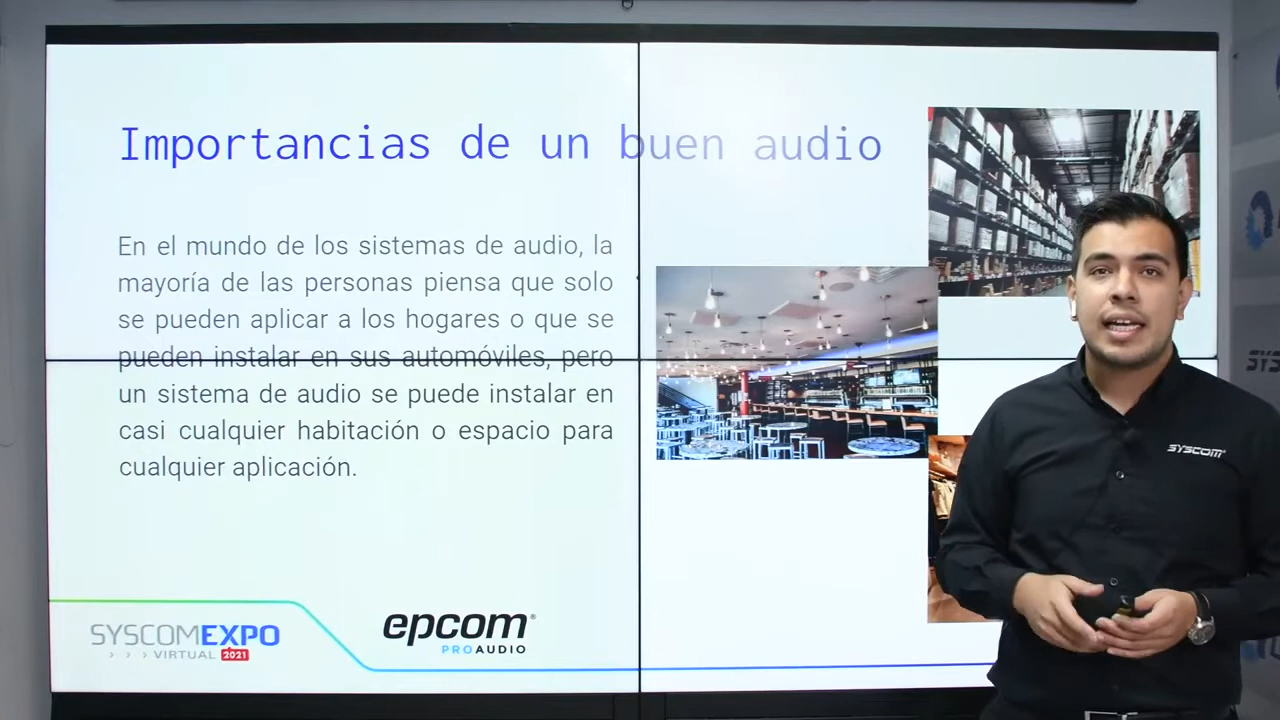 Importancias de un buen audio
En el mundo de los sistemas de audio, la
mayoría de las personas piensa que solo
se pueden aplicar a los hogares o que se
pueden instalar en sus automóviles, pero
un sistema de audio se puede instalar en
casi cualquier habitación o espacio para
cualquier aplicación.
SYSCOM
SYSCOMEXPO
VIRTUAL 2021
epcom®
PROAUDIO